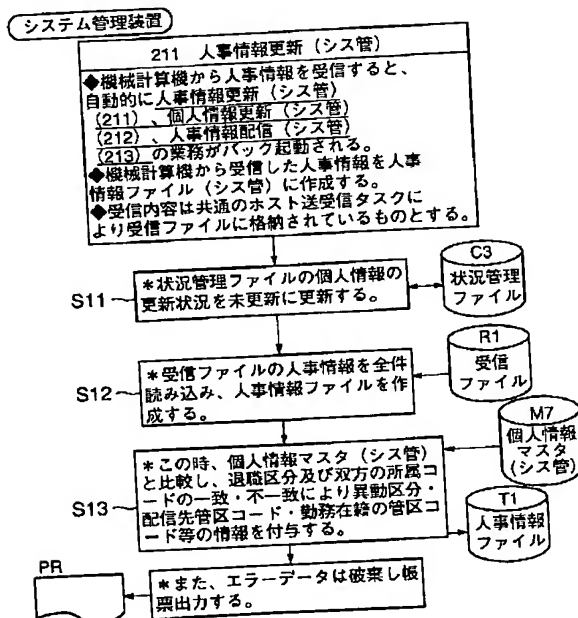 システム管理装置
211 人事情報更新（シス管）
◆機械計算機から人事情報を受信すると、
自動的に人事情報更新（シス管）
（211）、個人情報更新（シス管）
（212）、人事情報配信（シス管）
（213）の業務がバック起動される。
◆機械計算機から受信した人事情報を人事
情報ファイル（シス管）に作成する。
◆受信内容は共通のホスト送受信タスクに
より受信ファイルに格納されているものとする。
S11
＊状況管理ファイルの個人情報の
更新状況を未更新に更新する。
C3
状況管理
ファイル
S12
＊受信ファイルの人事情報を全件
読み込み、人事情報ファイルを作
成する。
R1
受信
ファイル
S13
＊この時、個人情報マスタ（シス管）
と比較し、退職区分及び双方の所属コ
ードの一致・不一致により異動区分・
配信先管区コード・勤務在籍の管区コ
ード等の情報を付与する。
M7
個人情報
マスタ
（シス管）
T1
人事情報
ファイル
PR
＊また、エラーデータは破棄し帳
票出力する。